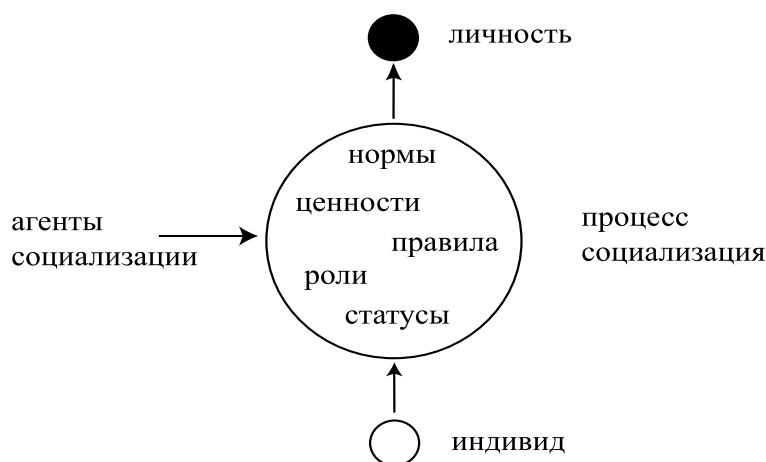 личность
нормы
ценности
правила
роли
статусы
агенты
социализации
процесс
социализация
индивид